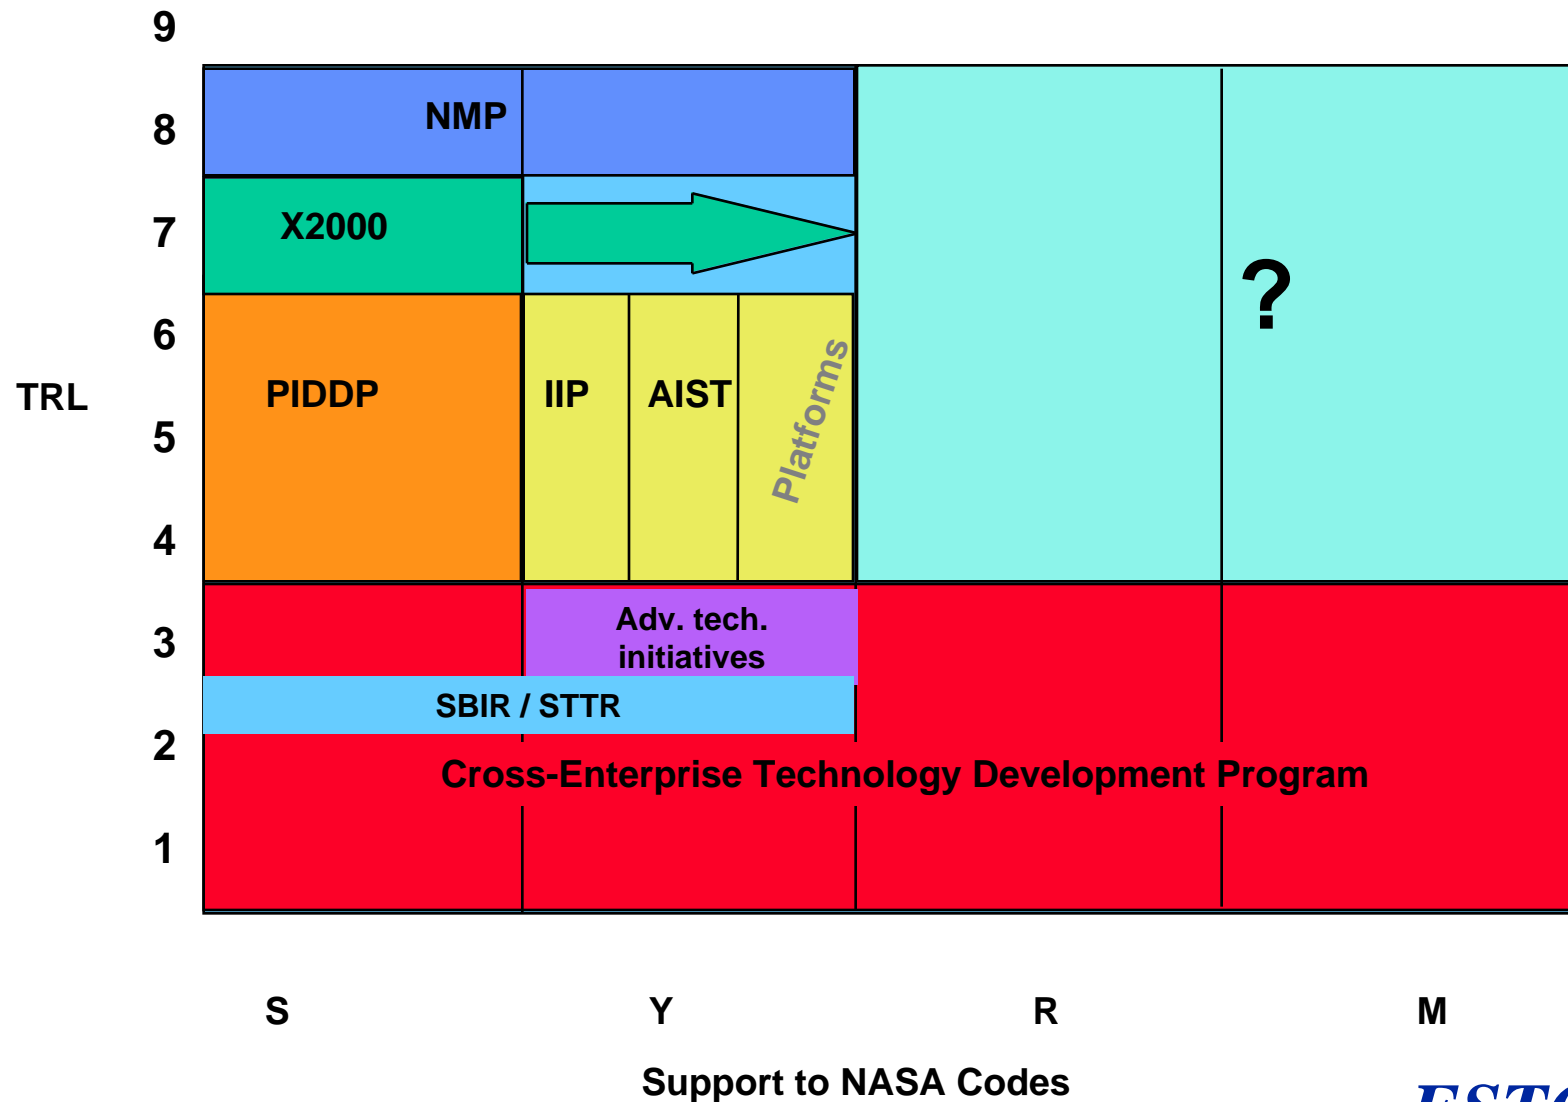 9
8
7
6
5
4
3
2
1
TRL
NMP
X2000
?
PIDDP
IIP
AIST
Platforms
Adv. tech.
initiatives
SBIR / STTR
Cross-Enterprise Technology Development Program
S
Y
R
M
Support to NASA Codes